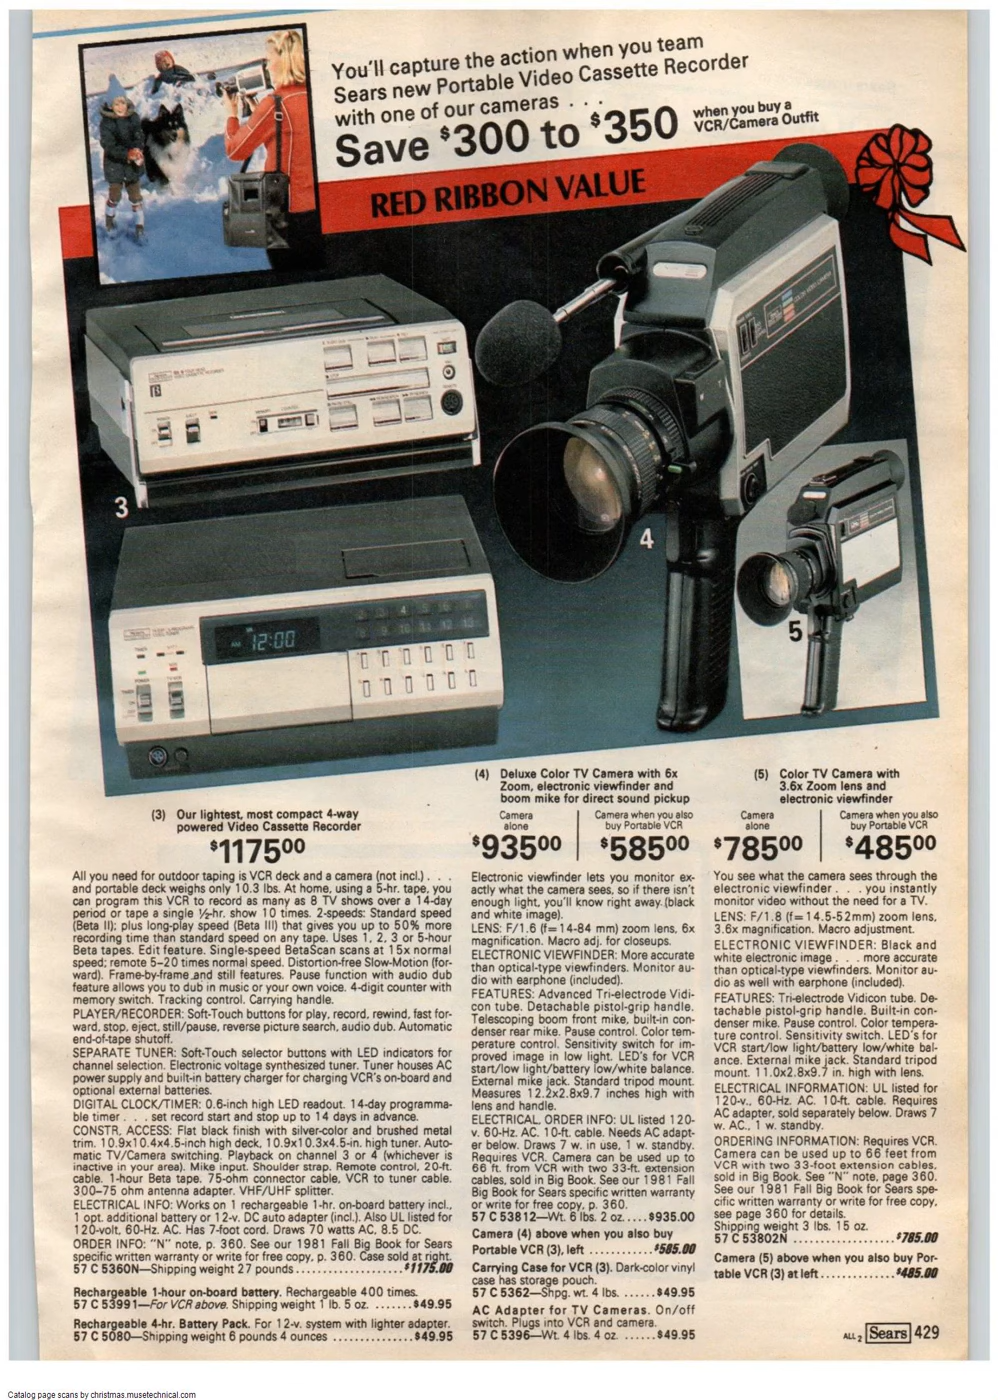 You'll capture the action when you team
Sears new Portable Video Cassette Recorder
with one of our cameras . . .
Save $300 to $350 when you buy a
VCR/Camera Outfit
RED RIBBON VALUE
3
4
5
12:00
(3) Our lightest, most compact 4-way
powered Video Cassette Recorder
$117500
All you need for outdoor taping is VCR deck and a camera (not incl.) . . .
and portable deck weighs only 10.3 lbs. At home, using a 5-hr. tape, you
can program this VCR to record as many as 8 TV shows over a 14-day
period or tape a single ½-hr. show 10 times. 2-speeds: Standard speed
(Beta II); plus long-play speed (Beta III) that gives you up to 50% more
recording time than standard speed on any tape. Uses 1, 2, 3 or 5-hour
Beta tapes. Edit feature. Single-speed BetaScan scans at 15x normal
speed; remote 5–20 times normal speed. Distortion-free Slow-Motion (for-
ward). Frame-by-frame and still features. Pause function with audio dub
feature allows you to dub in music or your own voice. 4-digit counter with
memory switch. Tracking control. Carrying handle.
PLAYER/RECORDER: Soft-Touch buttons for play, record, rewind, fast for-
ward, stop, eject, still/pause, reverse picture search, audio dub. Automatic
end-of-tape shutoff.
SEPARATE TUNER: Soft-Touch selector buttons with LED indicators for
channel selection. Electronic voltage synthesized tuner. Tuner houses AC
power supply and built-in battery charger for charging VCR's on-board and
optional external batteries.
DIGITAL CLOCK/TIMER: 0.6-inch high LED readout. 14-day programma-
ble timer . . . set record start and stop up to 14 days in advance.
CONSTR, ACCESS: Flat black finish with silver-color and brushed metal
trim. 10.9x10.4x4.5-inch high deck, 10.9x10.3x4.5-in. high tuner. Auto-
matic TV/Camera switching. Playback on channel 3 or 4 (whichever is
inactive in your area). Mike input. Shoulder strap. Remote control, 20-ft.
cable. 1-hour Beta tape. 75-ohm connector cable, VCR to tuner cable.
300–75 ohm antenna adapter. VHF/UHF splitter.
ELECTRICAL INFO: Works on 1 rechargeable 1-hr. on-board battery incl.,
1 opt. additional battery or 12-v. DC auto adapter (incl.). Also UL listed for
120-volt, 60-Hz. AC. Has 7-foot cord. Draws 70 watts AC, 8.5 DC.
ORDER INFO: "N" note, p. 360. See our 1981 Fall Big Book for Sears
specific written warranty or write for free copy, p. 360. Case sold at right.
57 C 5360N—Shipping weight 27 pounds....................$1175.00
Rechargeable 1-hour on-board battery. Rechargeable 400 times.
57 C 53991—For VCR above. Shipping weight 1 lb. 5 oz. .......$49.95
Rechargeable 4-hr. Battery Pack. For 12-v. system with lighter adapter.
57 C 5080—Shipping weight 6 pounds 4 ounces ...............$49.95
(4) Deluxe Color TV Camera with 6x
Zoom, electronic viewfinder and
boom mike for direct sound pickup
Camera
alone
$93500
Camera when you also
buy Portable VCR
$58500
Electronic viewfinder lets you monitor ex-
actly what the camera sees, so if there isn't
enough light, you'll know right away (black
and white image).
LENS: F/1.6 (f=14-84 mm) zoom lens, 6x
magnification. Macro adj. for closeups.
ELECTRONIC VIEWFINDER: More accurate
than optical-type viewfinders. Monitor au-
dio with earphone (included).
FEATURES: Advanced Tri-electrode Vidi-
con tube. Detachable pistol-grip handle.
Telescoping boom front mike, built-in con-
denser rear mike. Pause control. Color tem-
perature control. Sensitivity switch for im-
proved image in low light. LED's for VCR
start/low light/battery low/white balance.
External mike jack. Standard tripod mount.
Measures 12.2x2.8x9.7 inches high with
lens and handle.
ELECTRICAL, ORDER INFO: UL listed 120-
v. 60-Hz. AC. 10-ft. cable. Needs AC adapt-
er below. Draws 7 w. in use, 1 w. standby.
Requires VCR. Camera can be used up to
66 ft. from VCR with two 33-ft. extension
cables, sold in Big Book. See our 1981 Fall
Big Book for Sears specific written warranty
or write for free copy, p. 360.
57 C 53812—Wt. 6 lbs. 2 oz. ....$935.00
Camera (4) above when you also buy
Portable VCR (3), left ............$585.00
Carrying Case for VCR (3). Dark-color vinyl
case has storage pouch.
57 C 5362—Shpg. wt. 4 lbs. ......$49.95
AC Adapter for TV Cameras. On/off
switch. Plugs into VCR and camera.
57 C 5396—Wt. 4 lbs. 4 oz. ......$49.95
(5) Color TV Camera with
3.6x Zoom lens and
electronic viewfinder
Camera
alone
$78500
Camera when you also
buy Portable VCR
$48500
You see what the camera sees through the
electronic viewfinder . . . you instantly
monitor video without the need for a TV.
LENS: F/1.8 (f=14.5-52mm) zoom lens,
3.6x magnification. Macro adjustment.
ELECTRONIC VIEWFINDER: Black and
white electronic image . . . more accurate
than optical-type viewfinders. Monitor au-
dio as well with earphone (included).
FEATURES: Tri-electrode Vidicon tube. De-
tachable pistol-grip handle. Built-in con-
denser mike. Pause control. Color tempera-
ture control. Sensitivity switch. LED's for
VCR start/low light/battery low/white bal-
ance. External mike jack. Standard tripod
mount. 11.0x2.8x9.7 in. high with lens.
ELECTRICAL INFORMATION: UL listed for
120-v., 60-Hz. AC. 10-ft. cable. Requires
AC adapter, sold separately below. Draws 7
w. AC., 1 w. standby.
ORDERING INFORMATION: Requires VCR.
Camera can be used up to 66 feet from
VCR with two 33-foot extension cables,
sold in Big Book. See "N" note, page 360.
See our 1981 Fall Big Book for Sears spe-
cific written warranty or write for free copy,
see page 360 for details.
Shipping weight 3 lbs. 15 oz.
57 C 53802N ....................$785.00
Camera (5) above when you also buy Por-
table VCR (3) at left..............$485.00
ALL 2 Sears 429
Catalog page scans by christmas.musetechnical.com